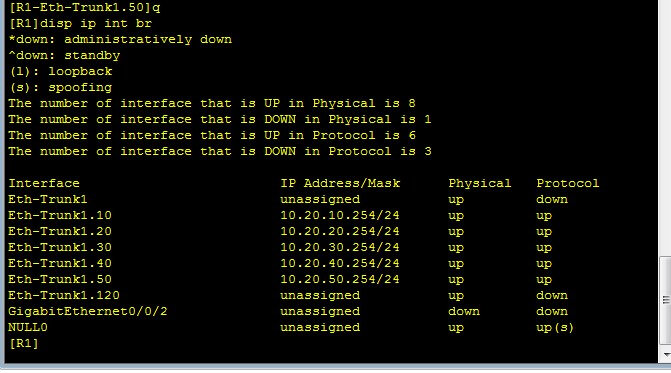 [R1-Eth-Trunk1.50]q
[R1]disp ip int br
*down: administratively down
^down: standby
(l): loopback
(s): spoofing
The number of interface that is UP in Physical is 8
The number of interface that is DOWN in Physical is 1
The number of interface that is UP in Protocol is 6
The number of interface that is DOWN in Protocol is 3
Interface IP Address/Mask Physical Protocol
Eth-Trunk1 unassigned up down
Eth-Trunk1.10 10.20.10.254/24 up up
Eth-Trunk1.20 10.20.20.254/24 up up
Eth-Trunk1.30 10.20.30.254/24 up up
Eth-Trunk1.40 10.20.40.254/24 up up
Eth-Trunk1.50 10.20.50.254/24 up up
Eth-Trunk1.120 unassigned up down
GigabitEthernet0/0/2 unassigned down down
NULL0 unassigned up up(s)
[R1]